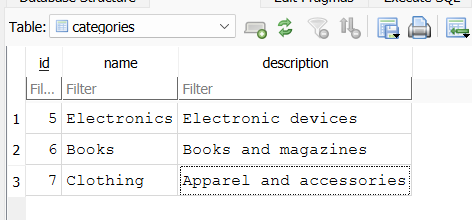 Database Structure Edit Pragmas Execute SQL
Table: categories
id name description
Fil... Filter Filter
1 5 Electronics Electronic devices
2 6 Books Books and magazines
3 7 Clothing Apparel and accessories